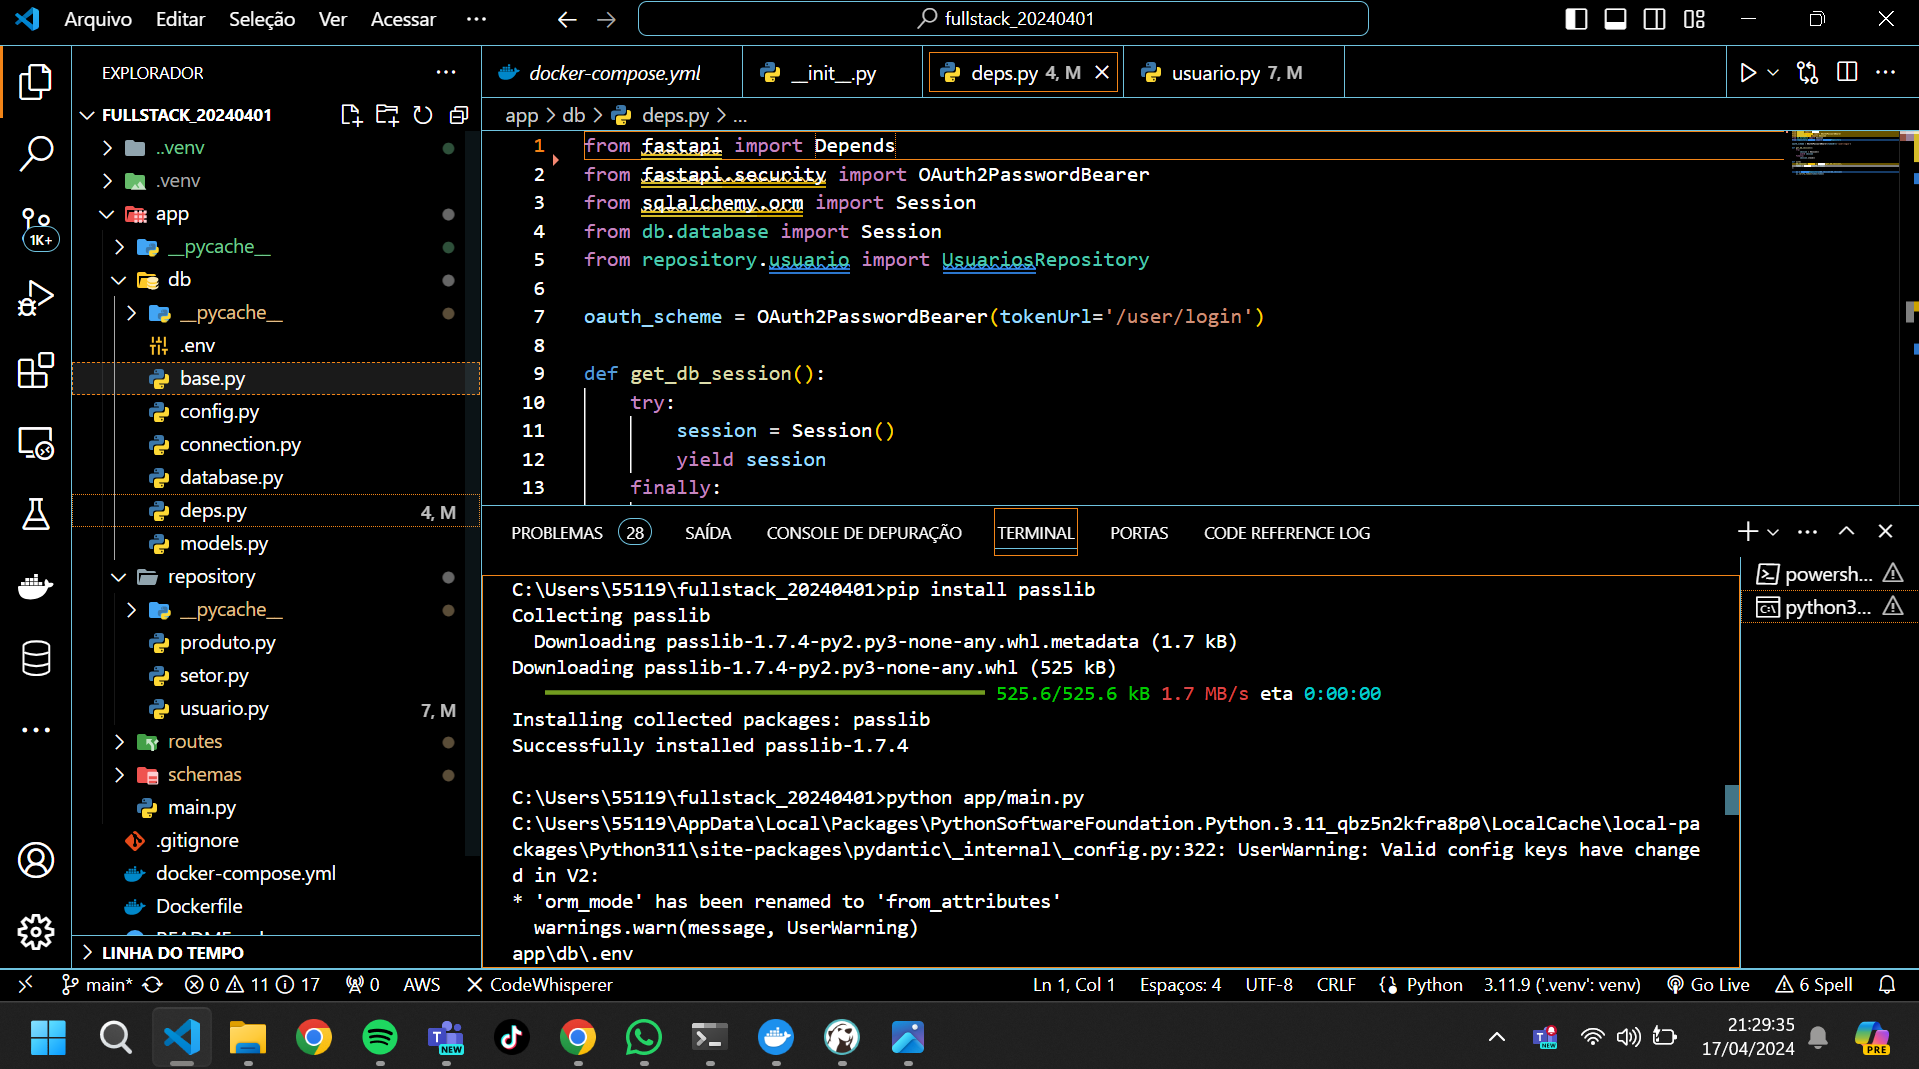 Arquivo Editar Seleção Ver Acessar ···
fullstack_20240401
EXPLORADOR
FULLSTACK_20240401
..venv
.venv
app
__pycache__
db
__pycache__
.env
base.py
config.py
connection.py
database.py
deps.py 4, M
models.py
repository
__pycache__
produto.py
setor.py
usuario.py 7, M
routes
schemas
main.py
.gitignore
docker-compose.yml
Dockerfile
LINHA DO TEMPO
1K+
docker-compose.yml __init__.py deps.py 4, M usuario.py 7, M
app > db > deps.py > ...
1 from fastapi import Depends
2 from fastapi.security import OAuth2PasswordBearer
3 from sqlalchemy.orm import Session
4 from db.database import Session
5 from repository.usuario import UsuariosRepository
6
7 oauth_scheme = OAuth2PasswordBearer(tokenUrl='/user/login')
8
9 def get_db_session():
10 try:
11 session = Session()
12 yield session
13 finally:
PROBLEMAS 28 SAÍDA CONSOLE DE DEPURAÇÃO TERMINAL PORTAS CODE REFERENCE LOG
powersh...
python3...
C:\Users\55119\fullstack_20240401>pip install passlib
Collecting passlib
Downloading passlib-1.7.4-py2.py3-none-any.whl.metadata (1.7 kB)
Downloading passlib-1.7.4-py2.py3-none-any.whl (525 kB)
525.6/525.6 kB 1.7 MB/s eta 0:00:00
Installing collected packages: passlib
Successfully installed passlib-1.7.4
C:\Users\55119\fullstack_20240401>python app/main.py
C:\Users\55119\AppData\Local\Packages\PythonSoftwareFoundation.Python.3.11_qbz5n2kfra8p0\LocalCache\local-pa
ckages\Python311\site-packages\pydantic\_internal\_config.py:322: UserWarning: Valid config keys have change
d in V2:
* 'orm_mode' has been renamed to 'from_attributes'
warnings.warn(message, UserWarning)
app\db\.env
main* 0 11 17 0 AWS CodeWhisperer Ln 1, Col 1 Espaços: 4 UTF-8 CRLF Python 3.11.9 ('.venv': venv) Go Live 6 Spell
NEW
PRE
21:29:35
17/04/2024